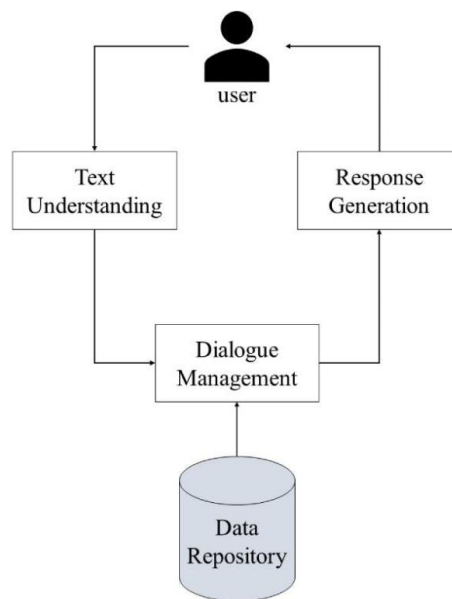 user
Text
Understanding
Response
Generation
Dialogue
Management
Data
Repository